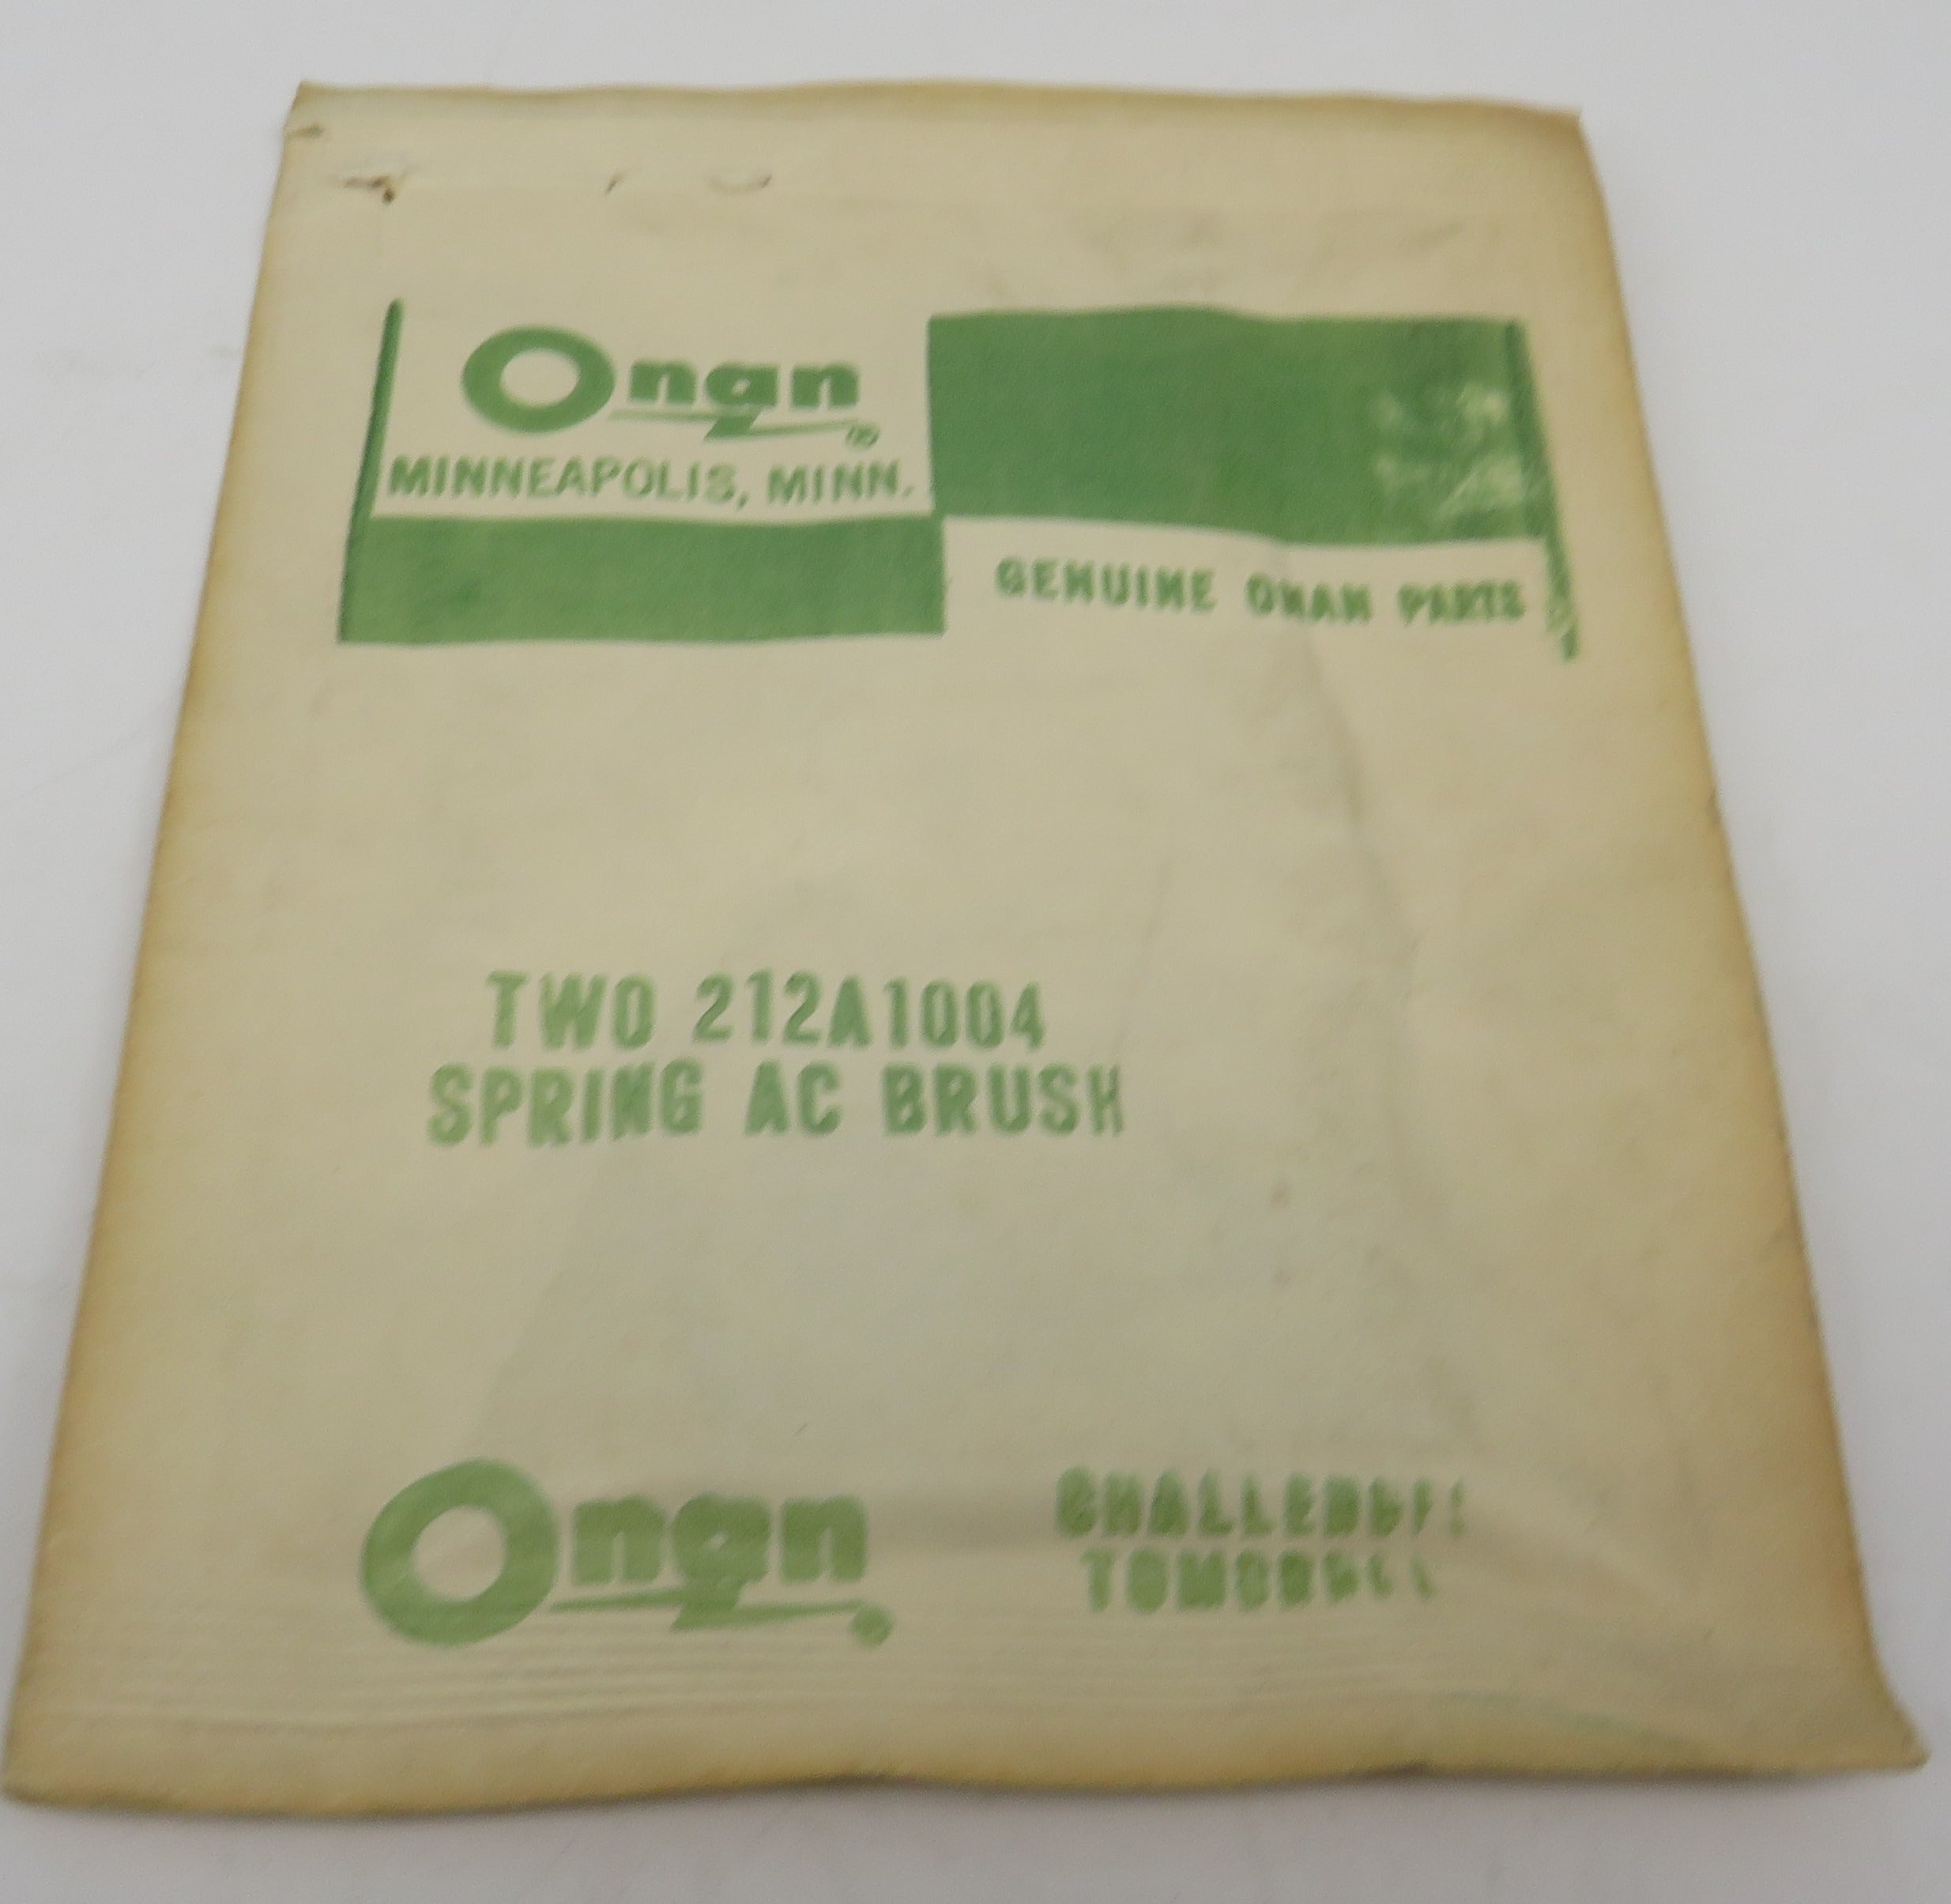 Onan®
MINNEAPOLIS, MINN.
GENUINE ONAN PARTS
TWO 212A1004
SPRING AC BRUSH
Onan®